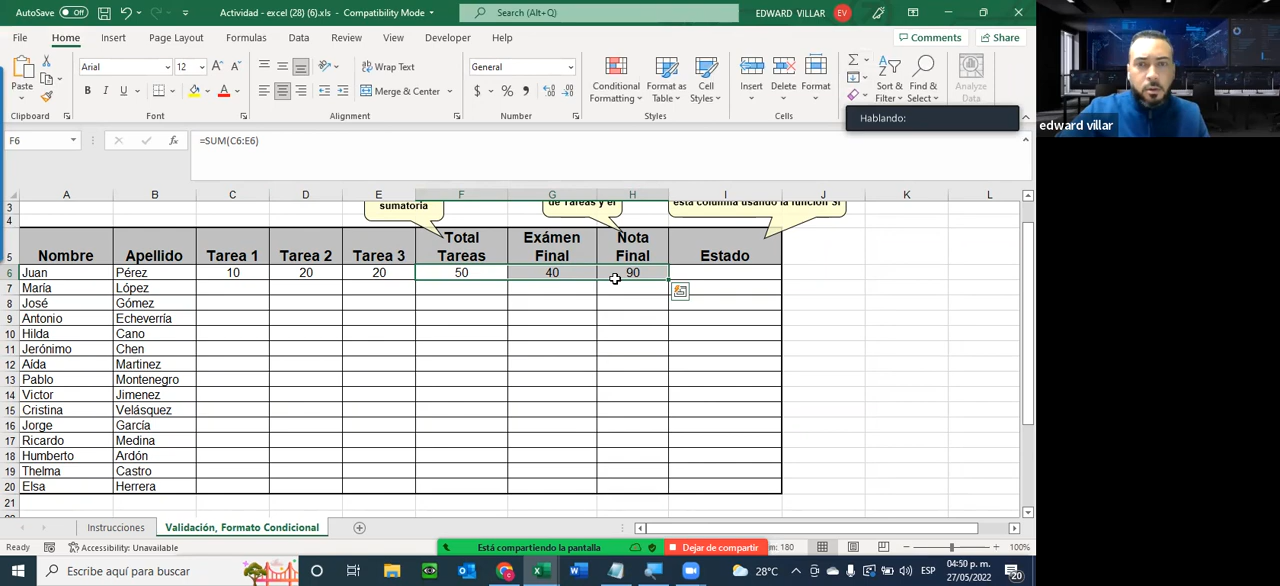 AutoSave Off Actividad - excel (28) (6).xls - Compatibility Mode Search (Alt+Q) EDWARD VILLAR EV
File Home Insert Page Layout Formulas Data Review View Developer Help Comments Share
Paste Arial 12 A A Wrap Text General Conditional Formatting Format as Table Cell Styles Insert Delete Format Sort & Filter Find & Select Analyze Data
B I U A Merge & Center $ % 9
Clipboard Font Alignment Number Styles Cells
Hablando:
edward villar
F6 fx =SUM(C6:E6)
A B C D E F G H I J K L
3 sumatoria de Tareas y el esta columna usando la función SI
4
5 Nombre Apellido Tarea 1 Tarea 2 Tarea 3 Total Tareas Exámen Final Nota Final Estado
6 Juan Pérez 10 20 20 50 40 90
7 María López
8 José Gómez
9 Antonio Echeverría
10 Hilda Cano
11 Jerónimo Chen
12 Aída Martinez
13 Pablo Montenegro
14 Victor Jimenez
15 Cristina Velásquez
16 Jorge García
17 Ricardo Medina
18 Humberto Ardón
19 Thelma Castro
20 Elsa Herrera
21
Instrucciones Validación, Formato Condicional
Ready Accessibility: Unavailable Está compartiendo la pantalla Dejar de compartir m: 180 100%
Escribe aquí para buscar 28°C ESP 04:50 p. m. 27/05/2022 20